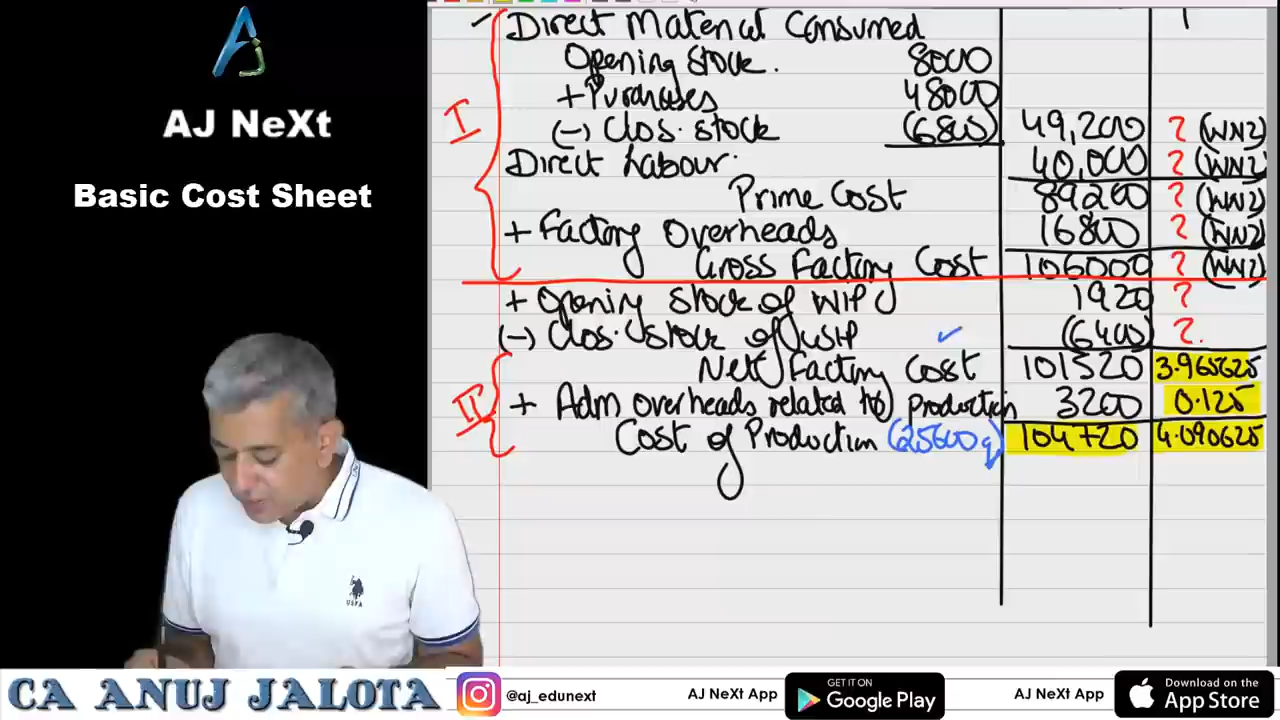 AJ NeXt
Basic Cost Sheet
Direct Material Consumed
Opening stock. 8000
+ Purchases 48000
I (-) Clos. stock (6800) 49,200 ? (WN2)
Direct Labour. 40,000 ? (WN2)
Prime Cost 89200 ? (WN2)
+ Factory Overheads 16800 ? (WN2)
Gross Factory Cost 106000 ? (WN2)
+ Opening stock of WIP 1920 ?
(-) Clos. stock of WIP (6400) ?
Net Factory Cost 101520 3.965625
II + Adm overheads related to production 3200 0.125
Cost of Production (25600 q) 104720 4.090625
USPA
CA ANUJ JALOTA
@aj_edunext
AJ NeXt App
GET IT ON
Google Play
AJ NeXt App
Download on the
App Store